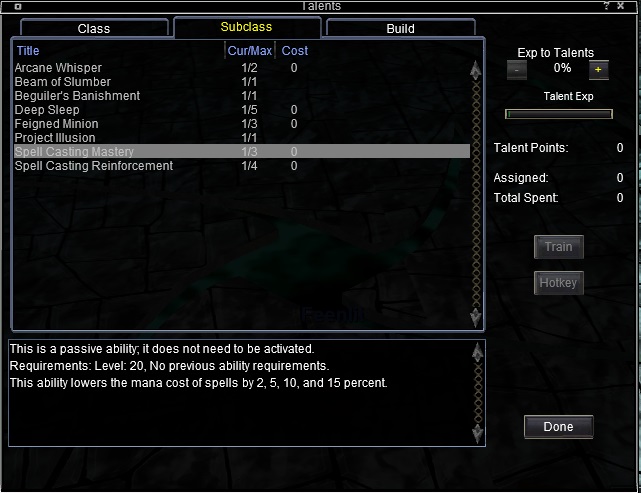 Talents
? ×
Class Subclass Build
Title Cur/Max Cost
Arcane Whisper 1/2 0
Beam of Slumber 1/1
Beguiler's Banishment 1/1
Deep Sleep 1/5 0
Feigned Minion 1/3 0
Project Illusion 1/1
Spell Casting Mastery 1/3 0
Spell Casting Reinforcement 1/4 0
Exp to Talents
- 0% +
Talent Exp
Talent Points: 0
Assigned: 0
Total Spent: 0
Train
Hotkey
This is a passive ability; it does not need to be activated.
Requirements: Level: 20, No previous ability requirements.
This ability lowers the mana cost of spells by 2, 5, 10, and 15 percent.
Done